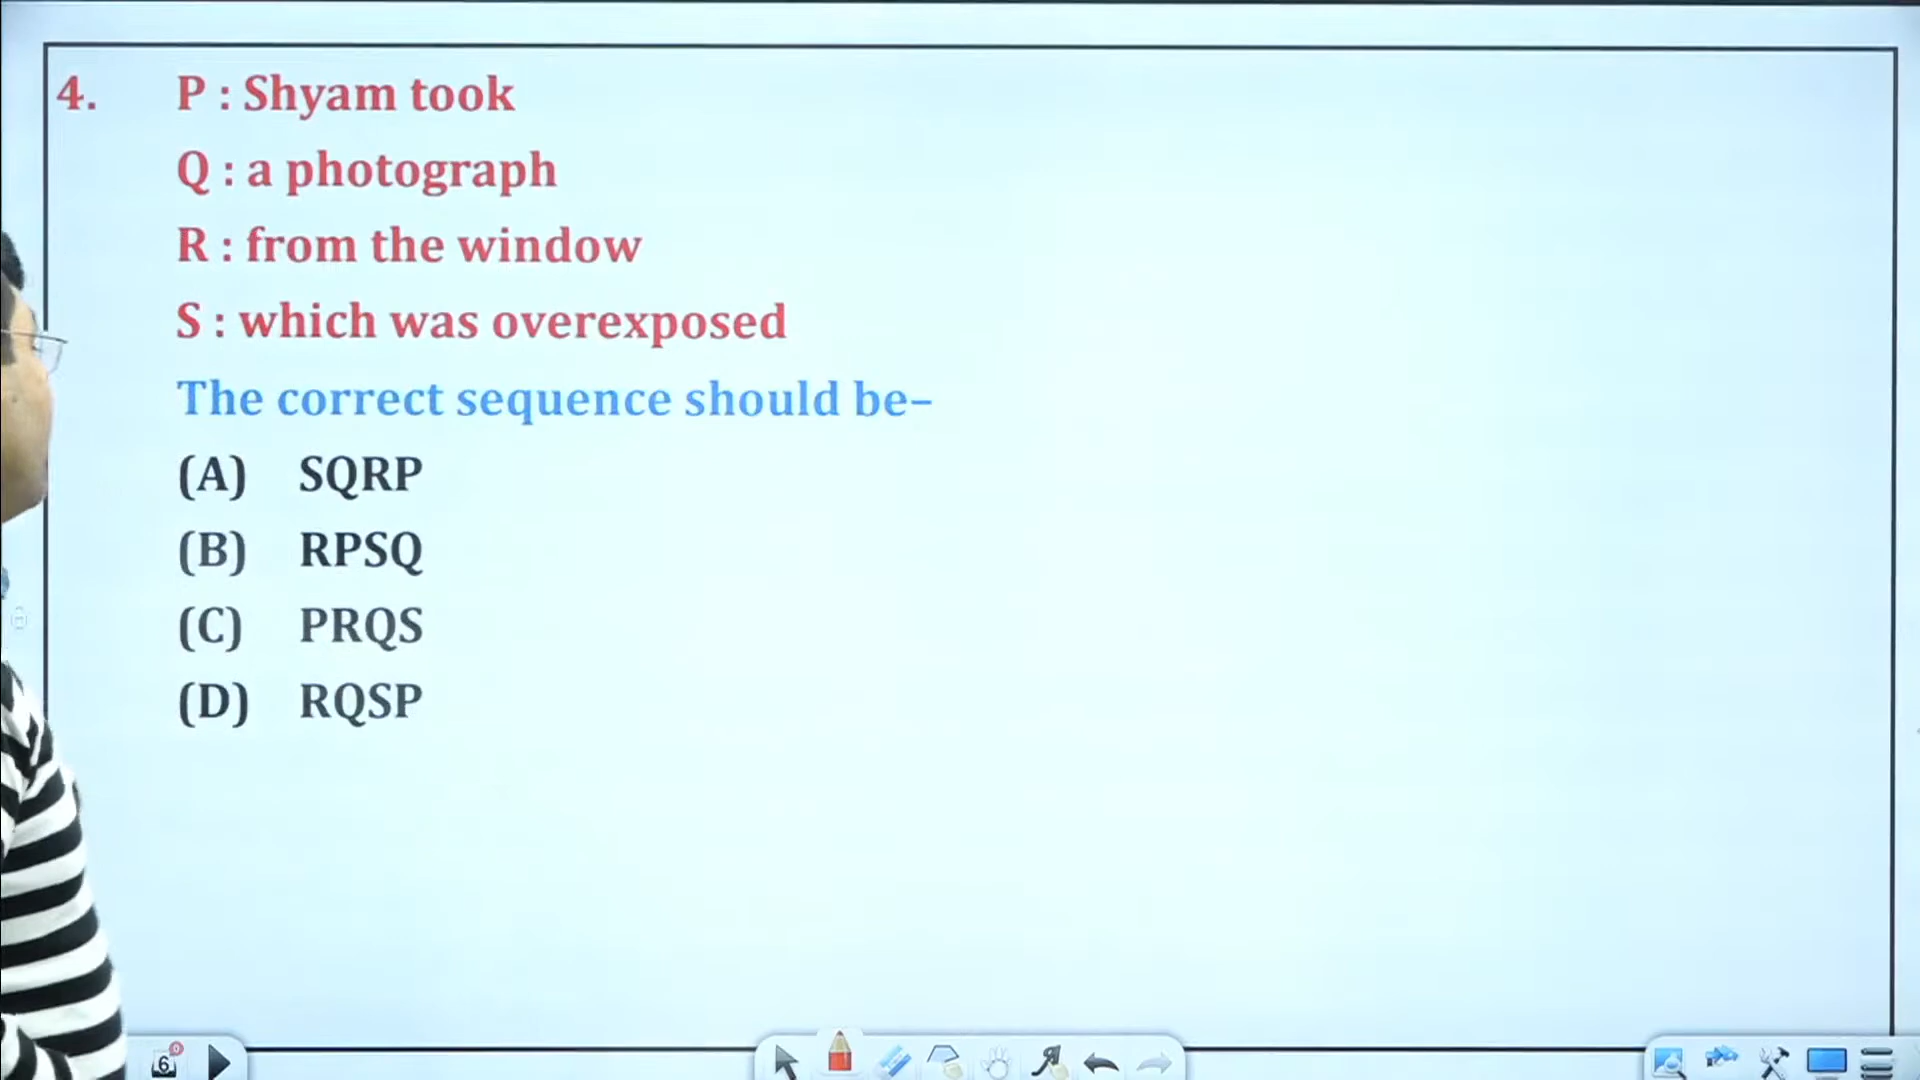 4. P : Shyam took
Q : a photograph
R : from the window
S : which was overexposed
The correct sequence should be–
(A) SQRP
(B) RPSQ
(C) PRQS
(D) RQSP
6 0